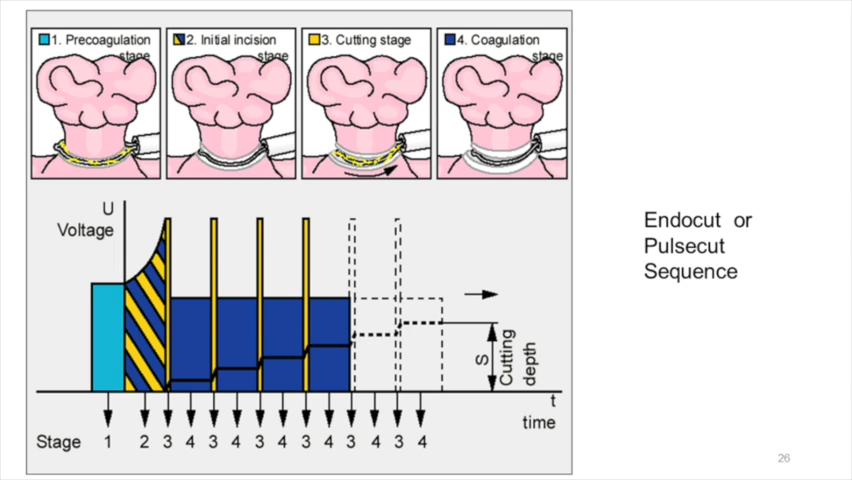 1. Precoagulation
stage
2. Initial incision
stage
3. Cutting stage
4. Coagulation
stage
U
Voltage
S
Cutting
depth
t
time
Stage 1 2 3 4 3 4 3 4 3 4 3 4 3 4
Endocut or
Pulsecut
Sequence
26